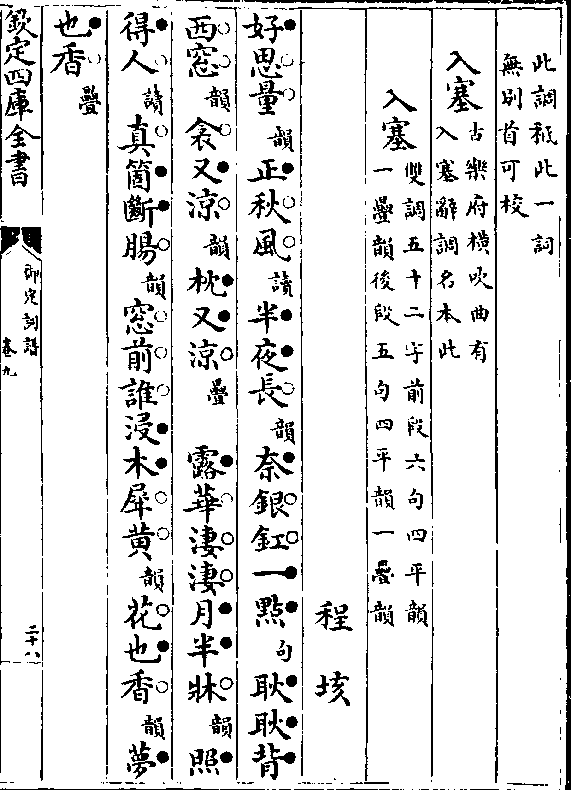 此調秪此一詞
無別首可校
入塞古樂府橫吹曲有
入塞辭調名本此
入塞雙調五十二字前段六句四平韻
一疊韻後段五句四平韻一疊韻
程垓
好思量韻正秋風讀半夜長韻奈銀釭一點句耿耿背
西窓韻衾又涼韻枕又涼疊 露華淒淒月半牀韻照
得人讀真箇斷腸韻窓前誰浸木犀黄韻花也香韻夢
也香疊
欽定四庫全書
御定詞譜
卷九
二十八